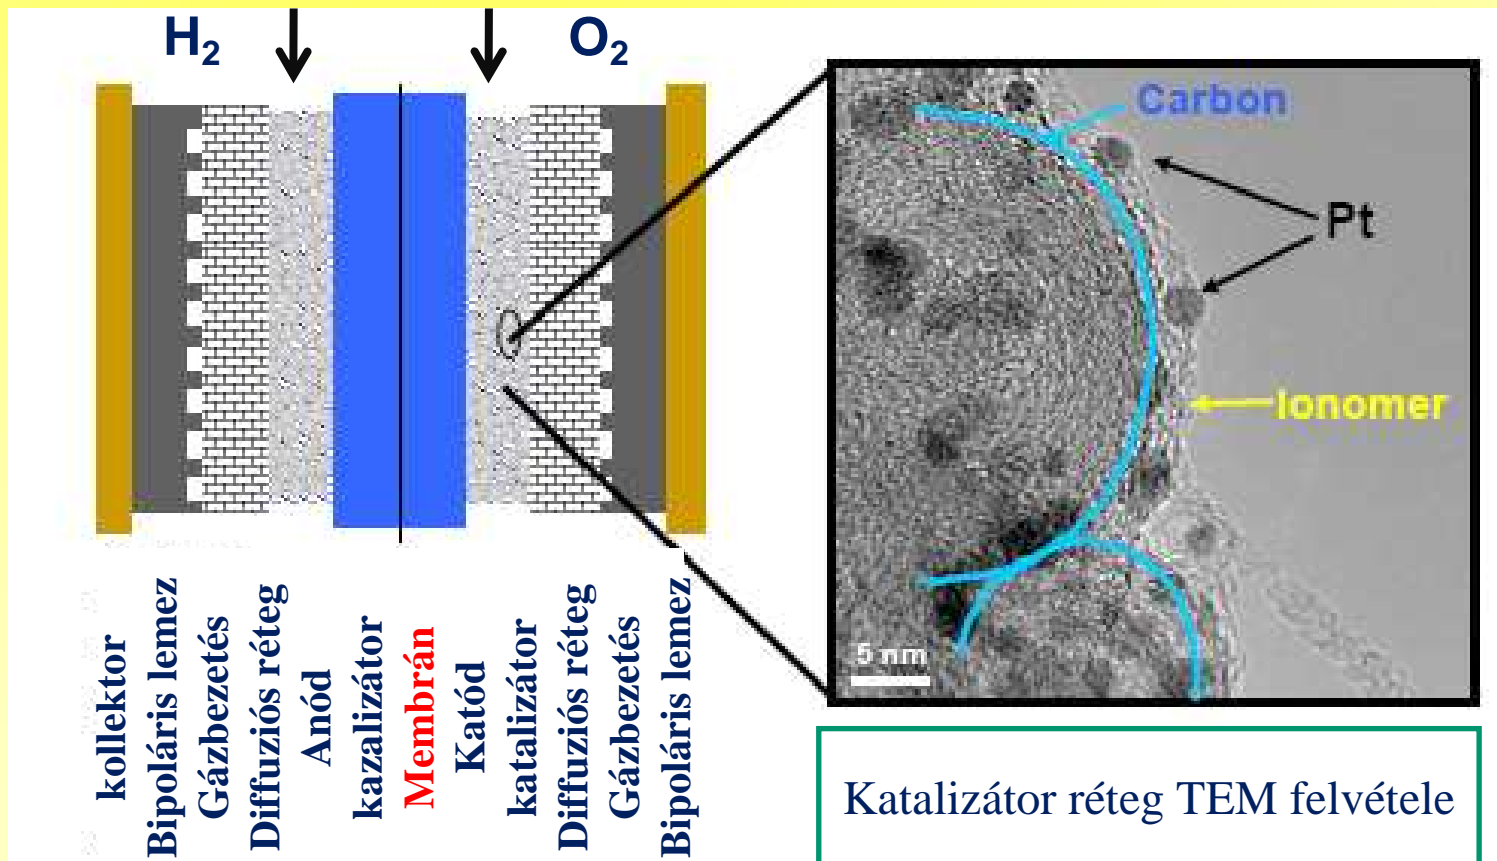 H₂
O₂
Carbon
Pt
Ionomer
5 nm
kollektor
Bipoláris lemez
Gázbezetés
Diffuziós réteg
Anód
kazalizátor
Membrán
Katód
katalizátor
Diffuziós réteg
Gázbezetés
Bipoláris lemez
Katalizátor réteg TEM felvétele